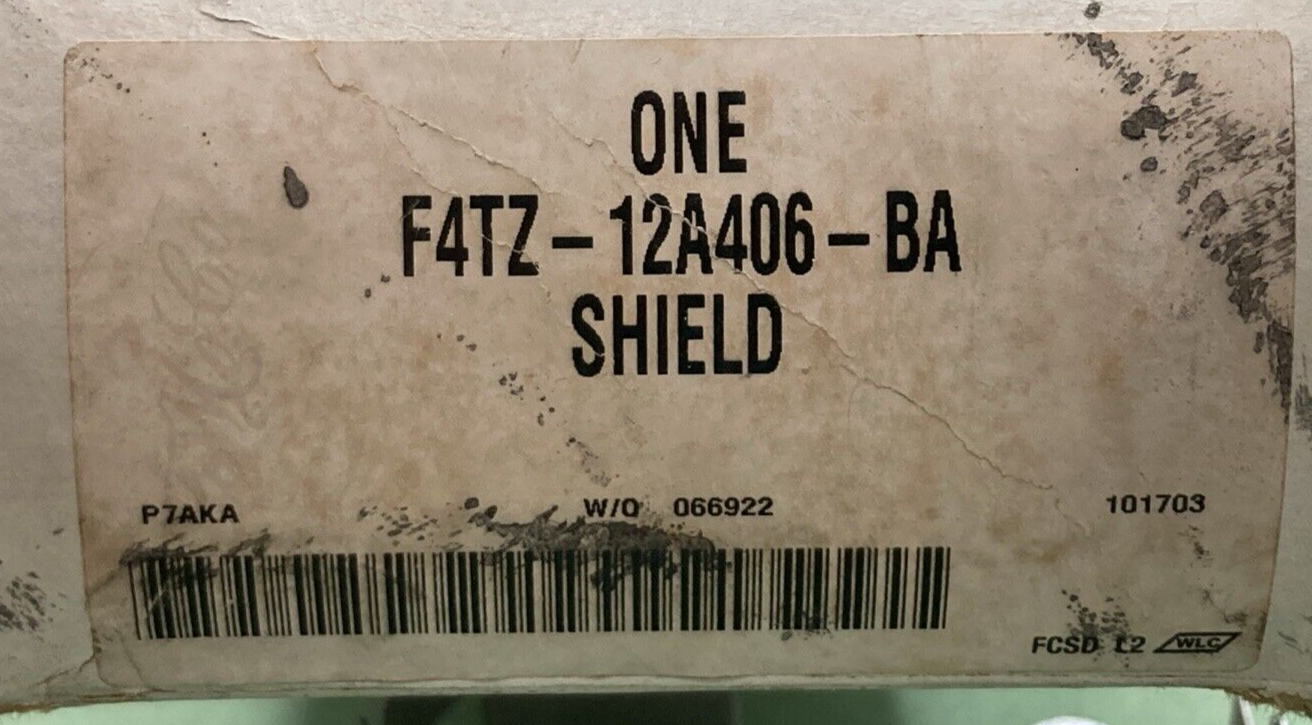 ONE
F4TZ – 12A406 – BA
SHIELD
P7AKA W/O 066922 101703
FCSD L2 WLC